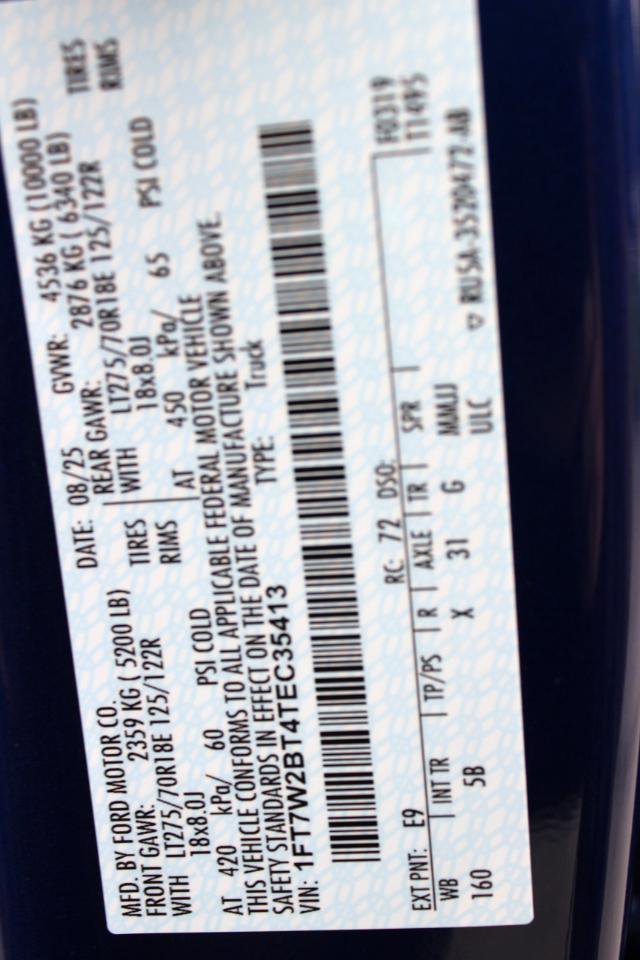 MFD. BY FORD MOTOR CO. DATE: 08/25 GVWR: 4536 KG (10000 LB)
FRONT GAWR: 2359 KG ( 5200 LB) REAR GAWR: 2876 KG ( 6340 LB)
WITH LT275/70R18E 125/122R TIRES WITH LT275/70R18E 125/122R TIRES
18x8.0J RIMS 18x8.0J RIMS
AT 420 kPa/ 60 PSI COLD AT 450 kPa/ 65 PSI COLD
THIS VEHICLE CONFORMS TO ALL APPLICABLE FEDERAL MOTOR VEHICLE
SAFETY STANDARDS IN EFFECT ON THE DATE OF MANUFACTURE SHOWN ABOVE.
VIN: 1FT7W2BT4TEC35413 TYPE: Truck
F0319
T1495
EXT PNT: E9 RC: 72 DSO:
WB INT TR TP/PS R AXLE TR SPR
160 5B X 31 G MMUJ
ULC ▽ RUSA-3520472-AB